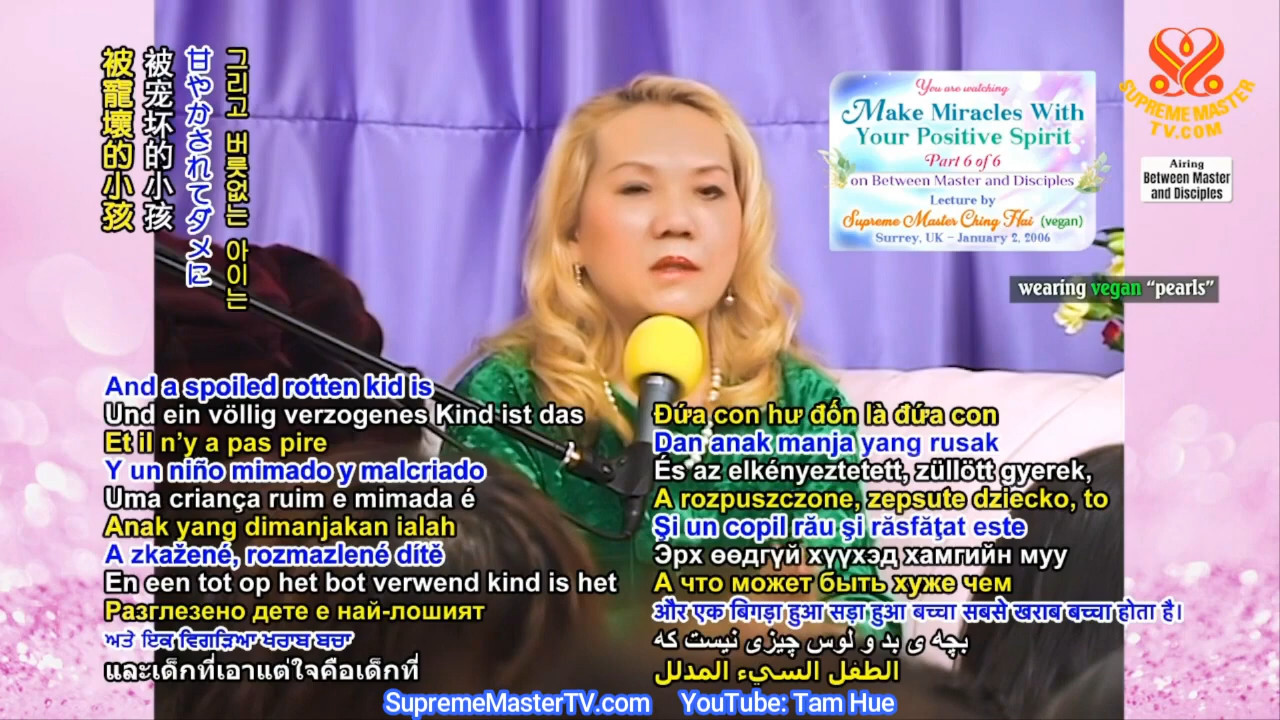 그리고 버릇없는 아이는
甘やかされてダメに
被宠坏的小孩
被寵壞的小孩
You are watching
Make Miracles With
Your Positive Spirit
Part 6 of 6
on Between Master and Disciples
Lecture by
Supreme Master Ching Hai (vegan)
Surrey, UK – January 2, 2006
SUPREME MASTER
TV.COM
Airing
Between Master
and Disciples
wearing vegan “pearls”
And a spoiled rotten kid is
Und ein völlig verzogenes Kind ist das
Et il n’y a pas pire
Y un niño mimado y malcriado
Uma criança ruim e mimada é
Anak yang dimanjakan ialah
A zkažené, rozmazlené dítě
En een tot op het bot verwend kind is het
Разглезено дете е най-лошият
ਅਤੇ ਇਕ ਵਿਗੜਿਆ ਖਰਾਬ ਬਚਾ
และเด็กที่เอาแต่ใจคือเด็กที่
Đứa con hư đốn là đứa con
Dan anak manja yang rusak
És az elkényeztetett, züllött gyerek,
A rozpuszczone, zepsute dziecko, to
Şi un copil rău şi răsfăţat este
Эрх өөдгүй хүүхэд хамгийн муу
А что может быть хуже чем
और एक बिगड़ा हुआ सड़ा हुआ बच्चा सबसे खराब बच्चा होता है।
بچه ی بد و لوس چیزی نیست که
الطفل السيء المدلل
SupremeMasterTV.com YouTube: Tam Hue